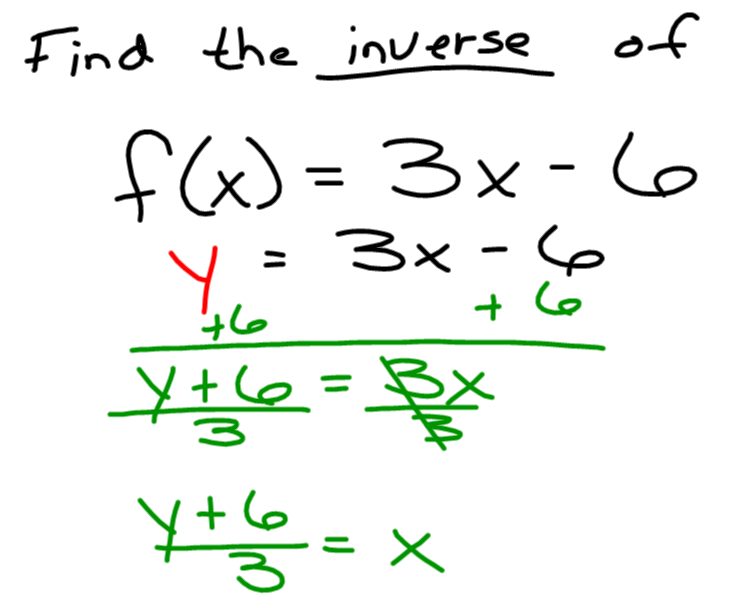 Find the inverse of
f(x) = 3x - 6
y = 3x - 6
+6 + 6
y + 6 = 3x
3 3
y + 6 = x
3